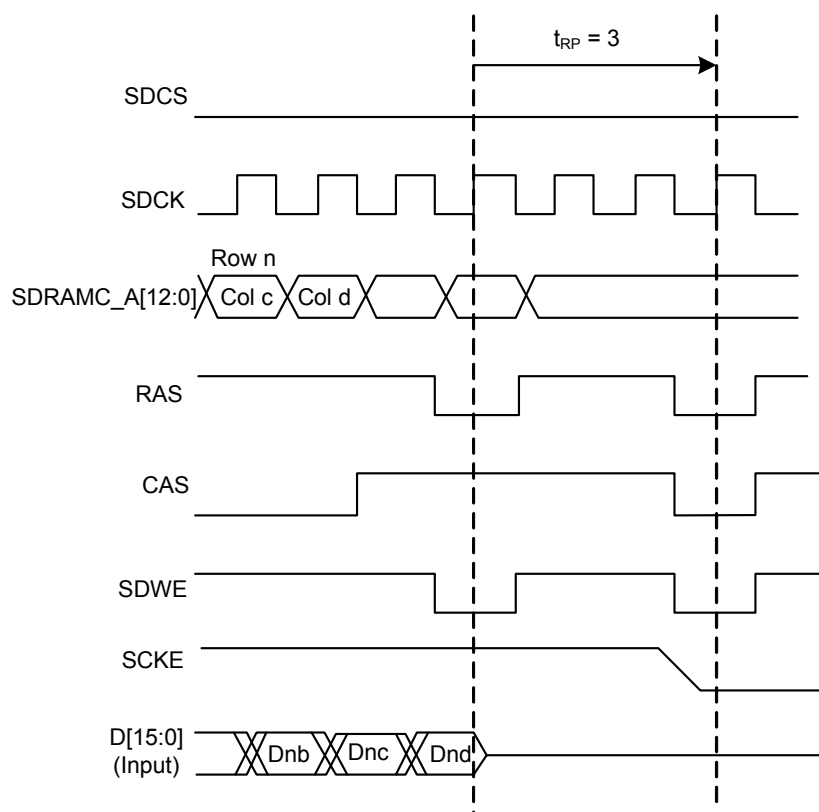 tRP = 3
SDCS
SDCK
Row n
SDRAMC_A[12:0]
Col c
Col d
RAS
CAS
SDWE
SCKE
D[15:0]
(Input)
Dnb
Dnc
Dnd